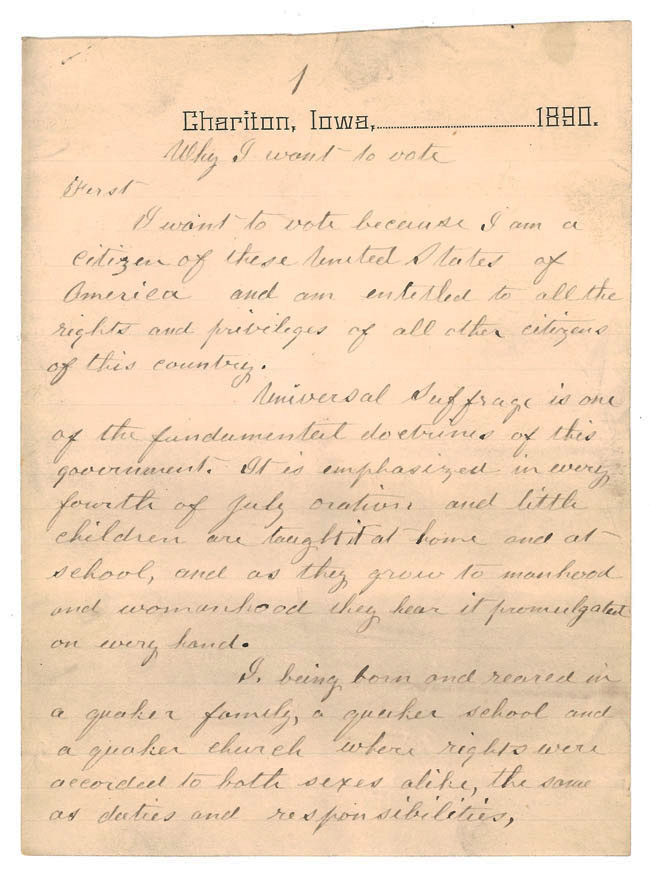 1
Chariton, Iowa, 1890.
Why I want to vote
First
I want to vote because I am a
citizen of these United States of
America and am entitled to all the
rights and privileges of all other citizens
of this country.
Universal Suffrage is one
of the fundamental doctrines of this
government. It is emphasized in every
fourth of July oration and little
children are taught it at home and at
school, and as they grow to manhood
and womanhood they hear it promulgated
on every hand.
I, being born and reared in
a quaker family, a quaker school and
a quaker church where rights were
accorded to both sexes alike, the same
as duties and responsibilities,